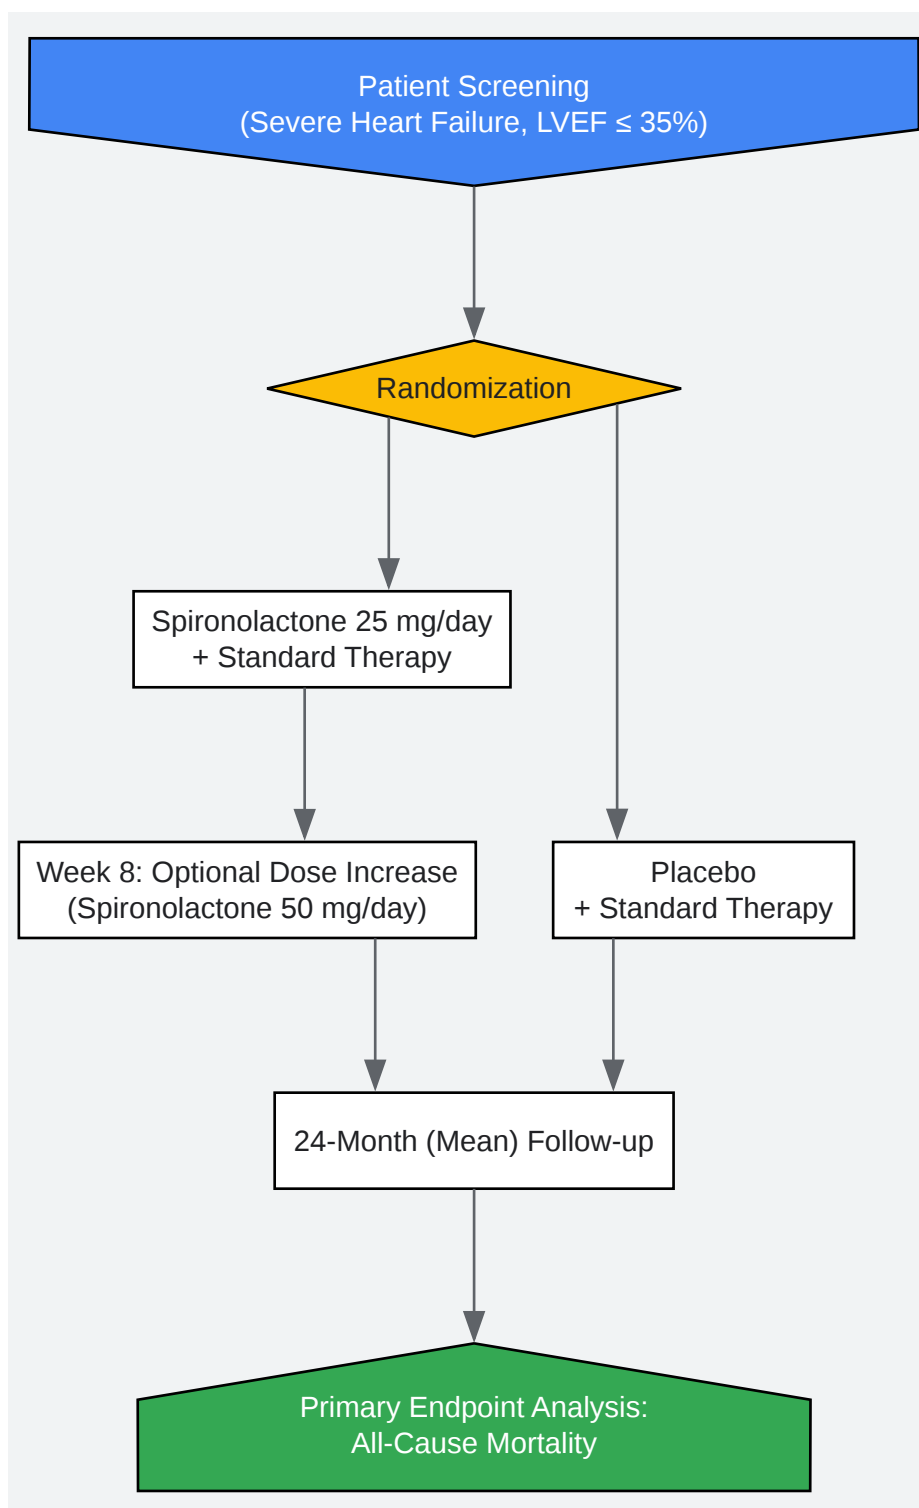 Patient Screening
(Severe Heart Failure, LVEF ≤ 35%)
Randomization
Spironolactone 25 mg/day
+ Standard Therapy
Week 8: Optional Dose Increase
(Spironolactone 50 mg/day)
Placebo
+ Standard Therapy
24-Month (Mean) Follow-up
Primary Endpoint Analysis:
All-Cause Mortality